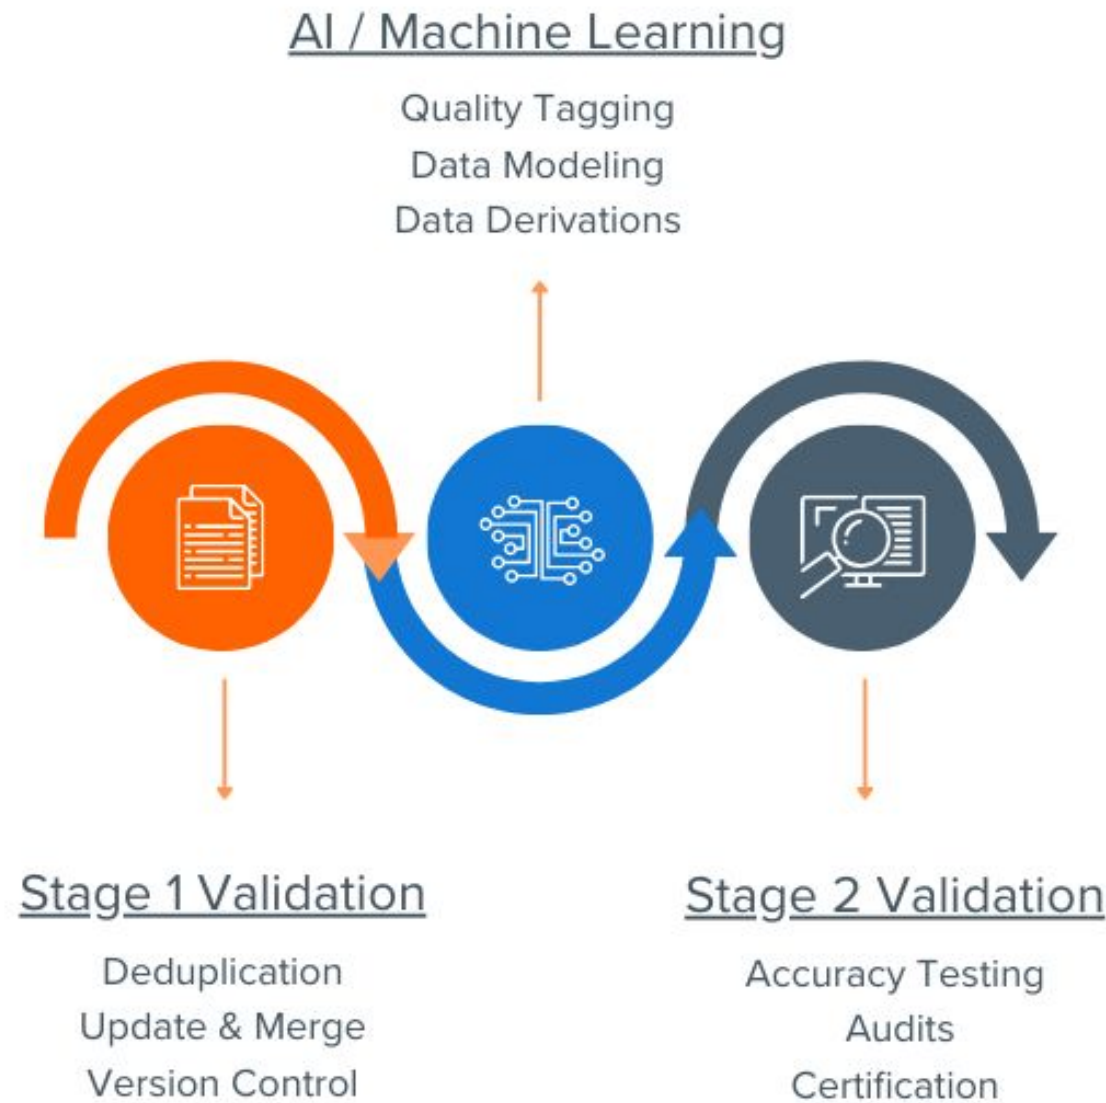 AI / Machine Learning
Quality Tagging
Data Modeling
Data Derivations
Stage 1 Validation
Deduplication
Update & Merge
Version Control
Stage 2 Validation
Accuracy Testing
Audits
Certification